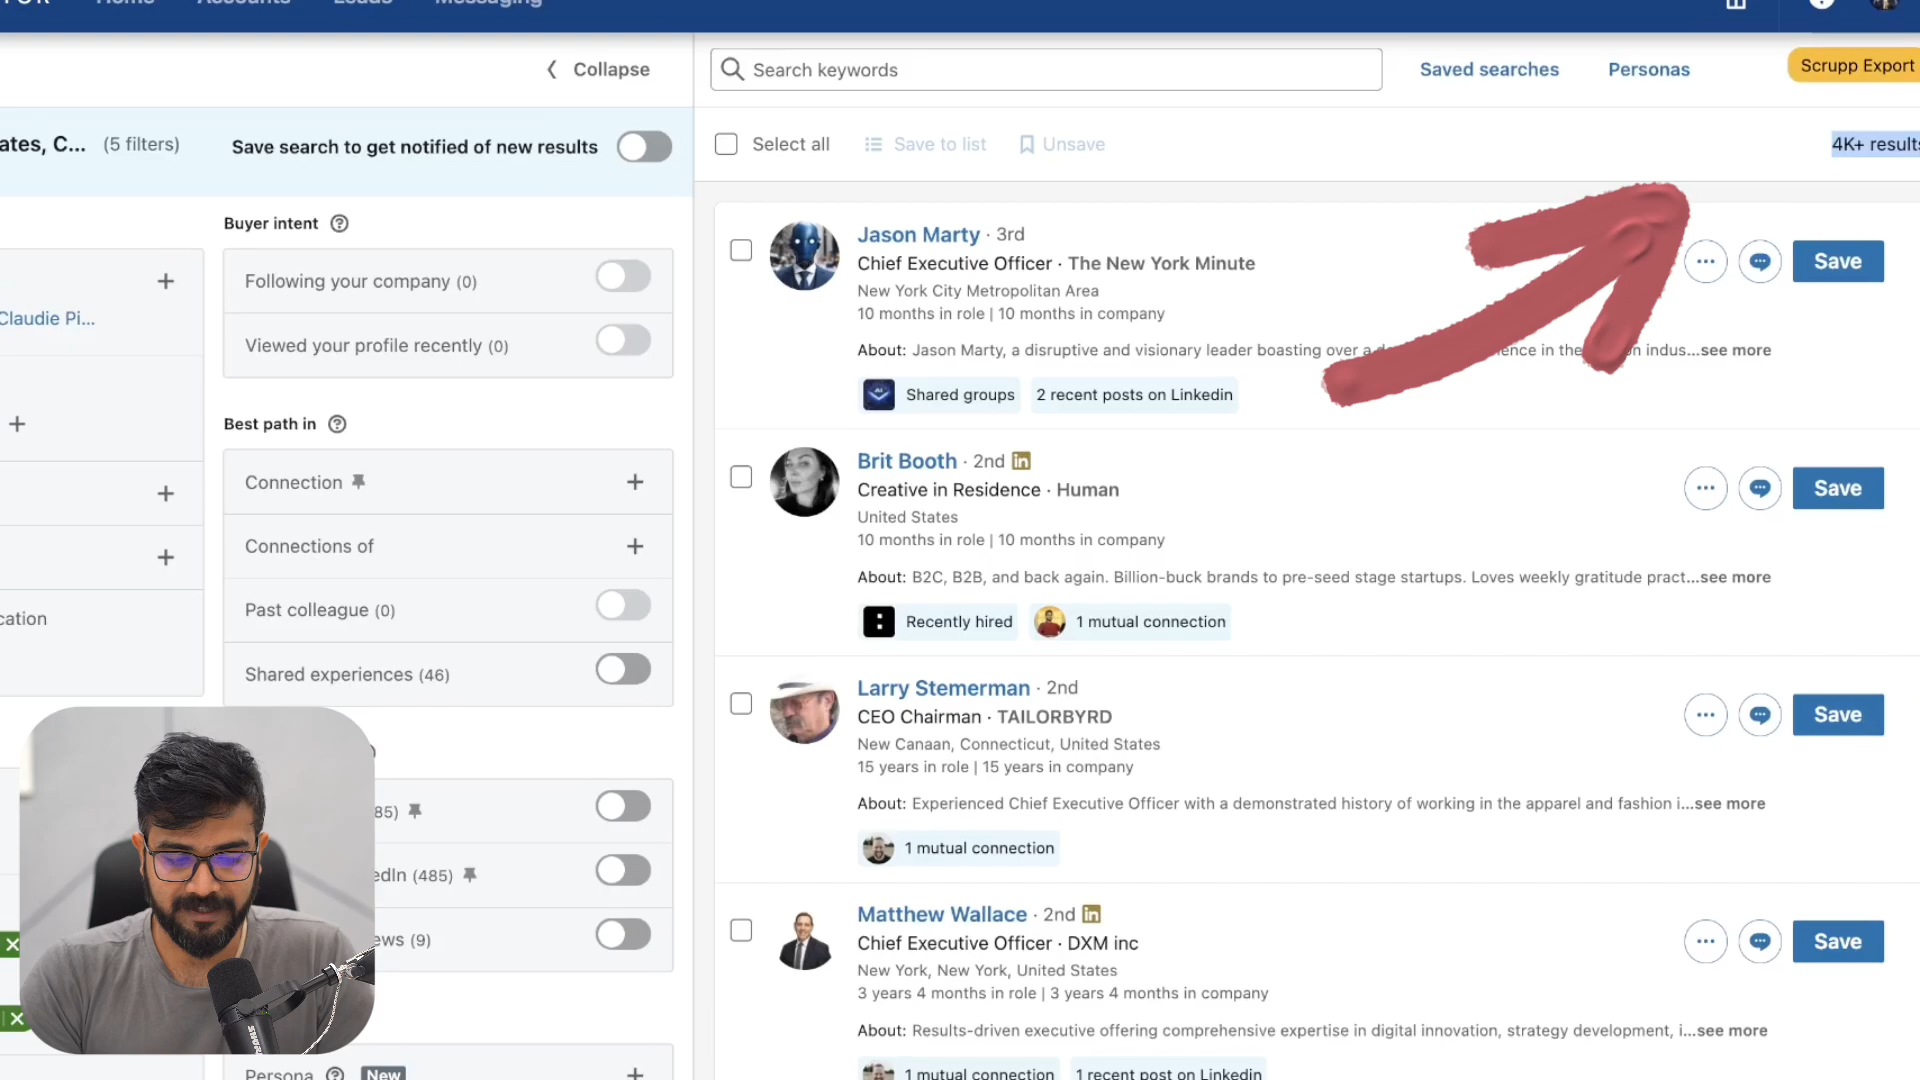 Home Accounts Leads Messaging
Collapse
Search keywords
Saved searches
Personas
Scrupp Export
ates, C... (5 filters)
Save search to get notified of new results
Select all
Save to list
Unsave
4K+ results
Buyer intent
Following your company (0)
Viewed your profile recently (0)
Claudie Pi...
Best path in
Connection
Connections of
Past colleague (0)
Shared experiences (46)
cation
85)
edIn (485)
ews (9)
Persona New
Jason Marty · 3rd
Chief Executive Officer · The New York Minute
New York City Metropolitan Area
10 months in role | 10 months in company
About: Jason Marty, a disruptive and visionary leader boasting over a ence in the on indus...see more
Shared groups
2 recent posts on Linkedin
Save
Brit Booth · 2nd in
Creative in Residence · Human
United States
10 months in role | 10 months in company
About: B2C, B2B, and back again. Billion-buck brands to pre-seed stage startups. Loves weekly gratitude pract...see more
Recently hired
1 mutual connection
Save
Larry Stemerman · 2nd
CEO Chairman · TAILORBYRD
New Canaan, Connecticut, United States
15 years in role | 15 years in company
About: Experienced Chief Executive Officer with a demonstrated history of working in the apparel and fashion i...see more
1 mutual connection
Save
Matthew Wallace · 2nd in
Chief Executive Officer · DXM inc
New York, New York, United States
3 years 4 months in role | 3 years 4 months in company
About: Results-driven executive offering comprehensive expertise in digital innovation, strategy development, i...see more
1 mutual connection
1 recent post on Linkedin
Save
SHURE